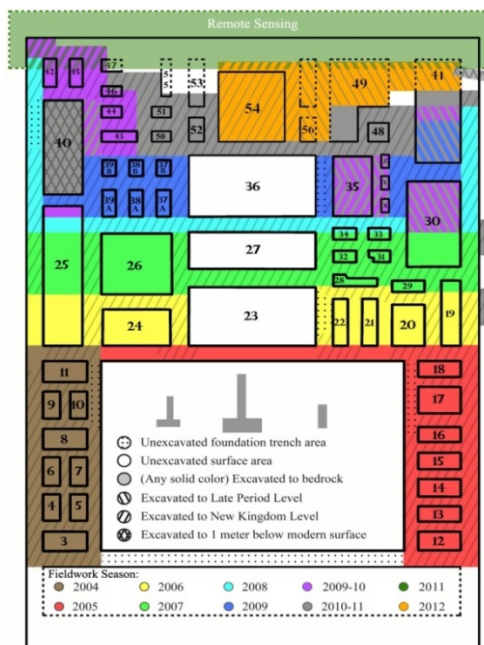 Remote Sensing
42 45 47 53 49 41
46 54
44 51 52 56 48
43 50
40
39 B 38 B 37 B 36 35
39 A 38 A 37 A 30
34 33
25 26 27 32 31
28 29
24 23 22 21 20 19
11 18
9 10 17
8 16
6 7 15
4 5 14
13
3 12
Unexcavated foundation trench area
Unexcavated surface area
(Any solid color) Excavated to bedrock
Excavated to Late Period Level
Excavated to New Kingdom Level
Excavated to 1 meter below modern surface
Fieldwork Season:
2004 2006 2008 2009-10 2011
2005 2007 2009 2010-11 2012